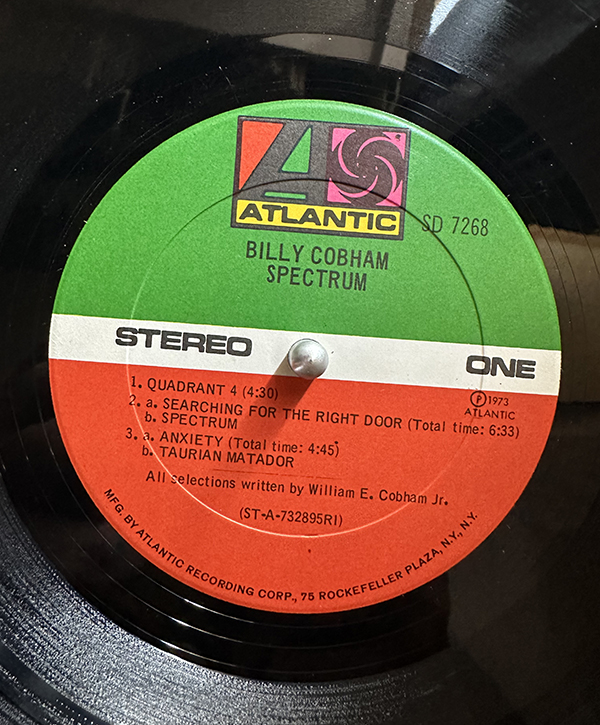 ATLANTIC
SD 7268
BILLY COBHAM
SPECTRUM
STEREO
ONE
1. QUADRANT 4 (4:30)
℗1973
ATLANTIC
2. a. SEARCHING FOR THE RIGHT DOOR (Total time: 6:33)
b. SPECTRUM
3. a. ANXIETY (Total time: 4:45)
b. TAURIAN MATADOR
All selections written by William E. Cobham Jr.
(ST-A-732895RI)
MFG. BY ATLANTIC RECORDING CORP., 75 ROCKEFELLER PLAZA, N.Y., N.Y.